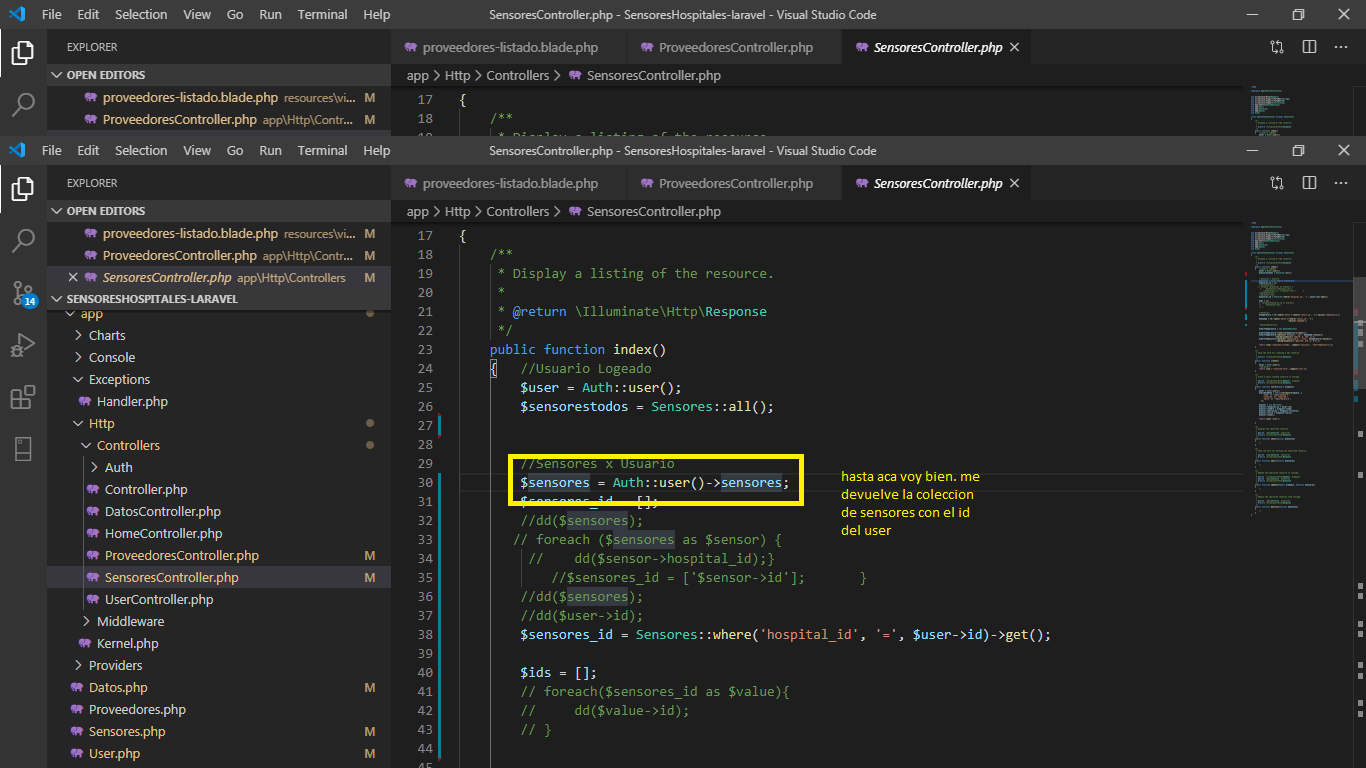 File Edit Selection View Go Run Terminal Help SensoresController.php - SensoresHospitales-laravel - Visual Studio Code
EXPLORER
proveedores-listado.blade.php ProveedoresController.php SensoresController.php
OPEN EDITORS
app > Http > Controllers > SensoresController.php
proveedores-listado.blade.php resources\vi... M
ProveedoresController.php app\Http\Contr... M
17 {
18 /**
19 * Display a listing of the resource.
File Edit Selection View Go Run Terminal Help SensoresController.php - SensoresHospitales-laravel - Visual Studio Code
EXPLORER
proveedores-listado.blade.php ProveedoresController.php SensoresController.php
OPEN EDITORS
app > Http > Controllers > SensoresController.php
proveedores-listado.blade.php resources\vi... M
ProveedoresController.php app\Http\Contr... M
SensoresController.php app\Http\Controllers M
14
SENSORESHOSPITALES-LARAVEL
app
Charts
Console
Exceptions
Handler.php
Http
Controllers
Auth
Controller.php
DatosController.php
HomeController.php
ProveedoresController.php M
SensoresController.php M
UserController.php
Middleware
Kernel.php
Providers
Datos.php M
Proveedores.php
Sensores.php M
User.php M
17 {
18 /**
19 * Display a listing of the resource.
20 *
21 * @return \Illuminate\Http\Response
22 */
23 public function index()
24 { //Usuario Logeado
25 $user = Auth::user();
26 $sensorestodos = Sensores::all();
27
28
29 //Sensores x Usuario
30 $sensores = Auth::user()->sensores;
31 $sensores_id = [];
32 //dd($sensores);
33 // foreach ($sensores as $sensor) {
34 // dd($sensor->hospital_id);}
35 //$sensores_id = ['$sensor->id']; }
36 //dd($sensores);
37 //dd($user->id);
38 $sensores_id = Sensores::where('hospital_id', '=', $user->id)->get();
39
40 $ids = [];
41 // foreach($sensores_id as $value){
42 // dd($value->id);
43 // }
44
45
hasta aca voy bien. me
devuelve la coleccion
de sensores con el id
del user